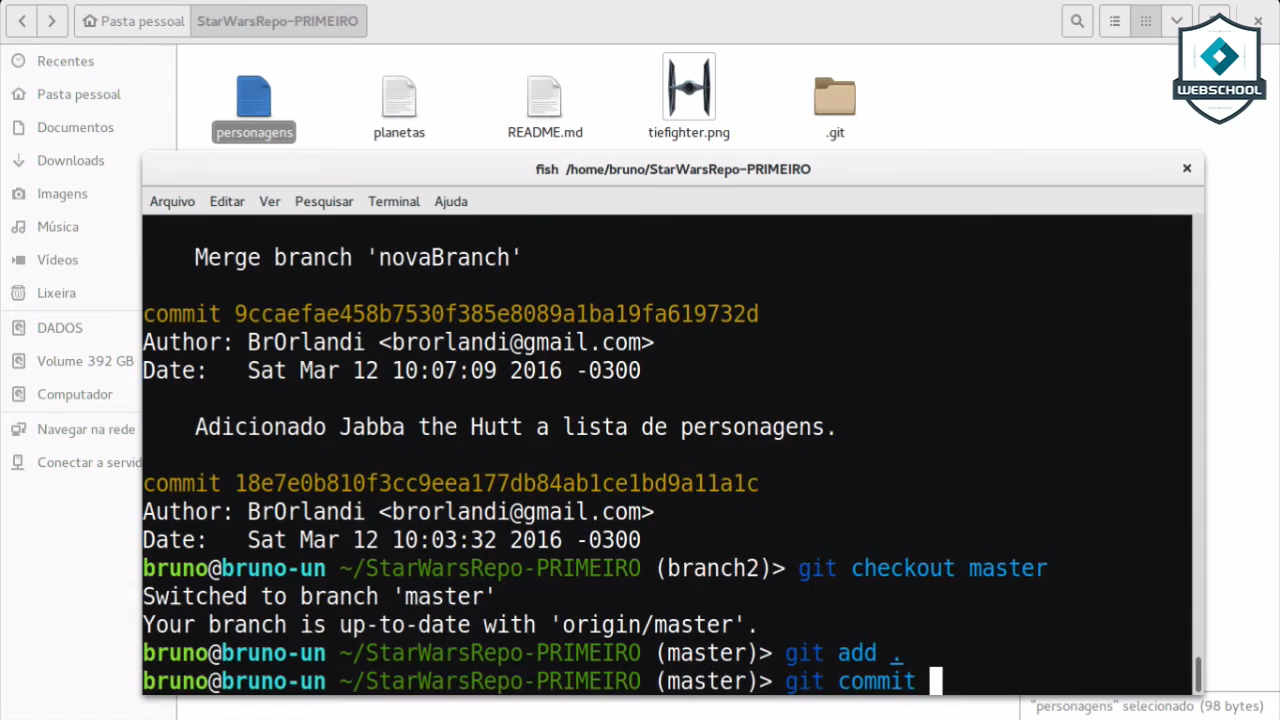 Pasta pessoal
StarWarsRepo-PRIMEIRO
WEBSCHOOL
Recentes
Pasta pessoal
Documentos
Downloads
Imagens
Música
Vídeos
Lixeira
DADOS
Volume 392 GB
Computador
Navegar na rede
Conectar a servid
personagens
planetas
README.md
tiefighter.png
.git
fish /home/bruno/StarWarsRepo-PRIMEIRO
Arquivo Editar Ver Pesquisar Terminal Ajuda
Merge branch 'novaBranch'
commit 9ccaefae458b7530f385e8089a1ba19fa619732d
Author: BrOrlandi <brorlandi@gmail.com>
Date: Sat Mar 12 10:07:09 2016 -0300
Adicionado Jabba the Hutt a lista de personagens.
commit 18e7e0b810f3cc9eea177db84ab1ce1bd9a11a1c
Author: BrOrlandi <brorlandi@gmail.com>
Date: Sat Mar 12 10:03:32 2016 -0300
bruno@bruno-un ~/StarWarsRepo-PRIMEIRO (branch2)> git checkout master
Switched to branch 'master'
Your branch is up-to-date with 'origin/master'.
bruno@bruno-un ~/StarWarsRepo-PRIMEIRO (master)> git add .
bruno@bruno-un ~/StarWarsRepo-PRIMEIRO (master)> git commit
"personagens" selecionado (98 bytes)